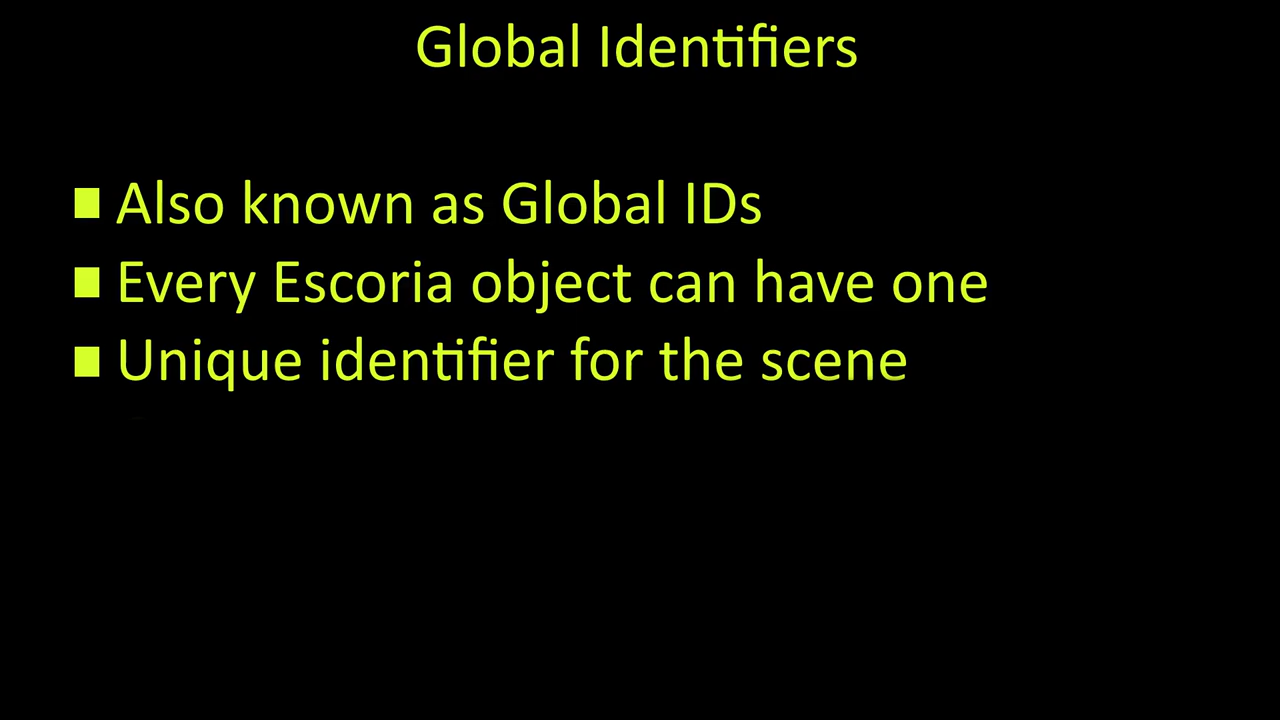 Global Identifiers
■ Also known as Global IDs
■ Every Escoria object can have one
■ Unique identifier for the scene